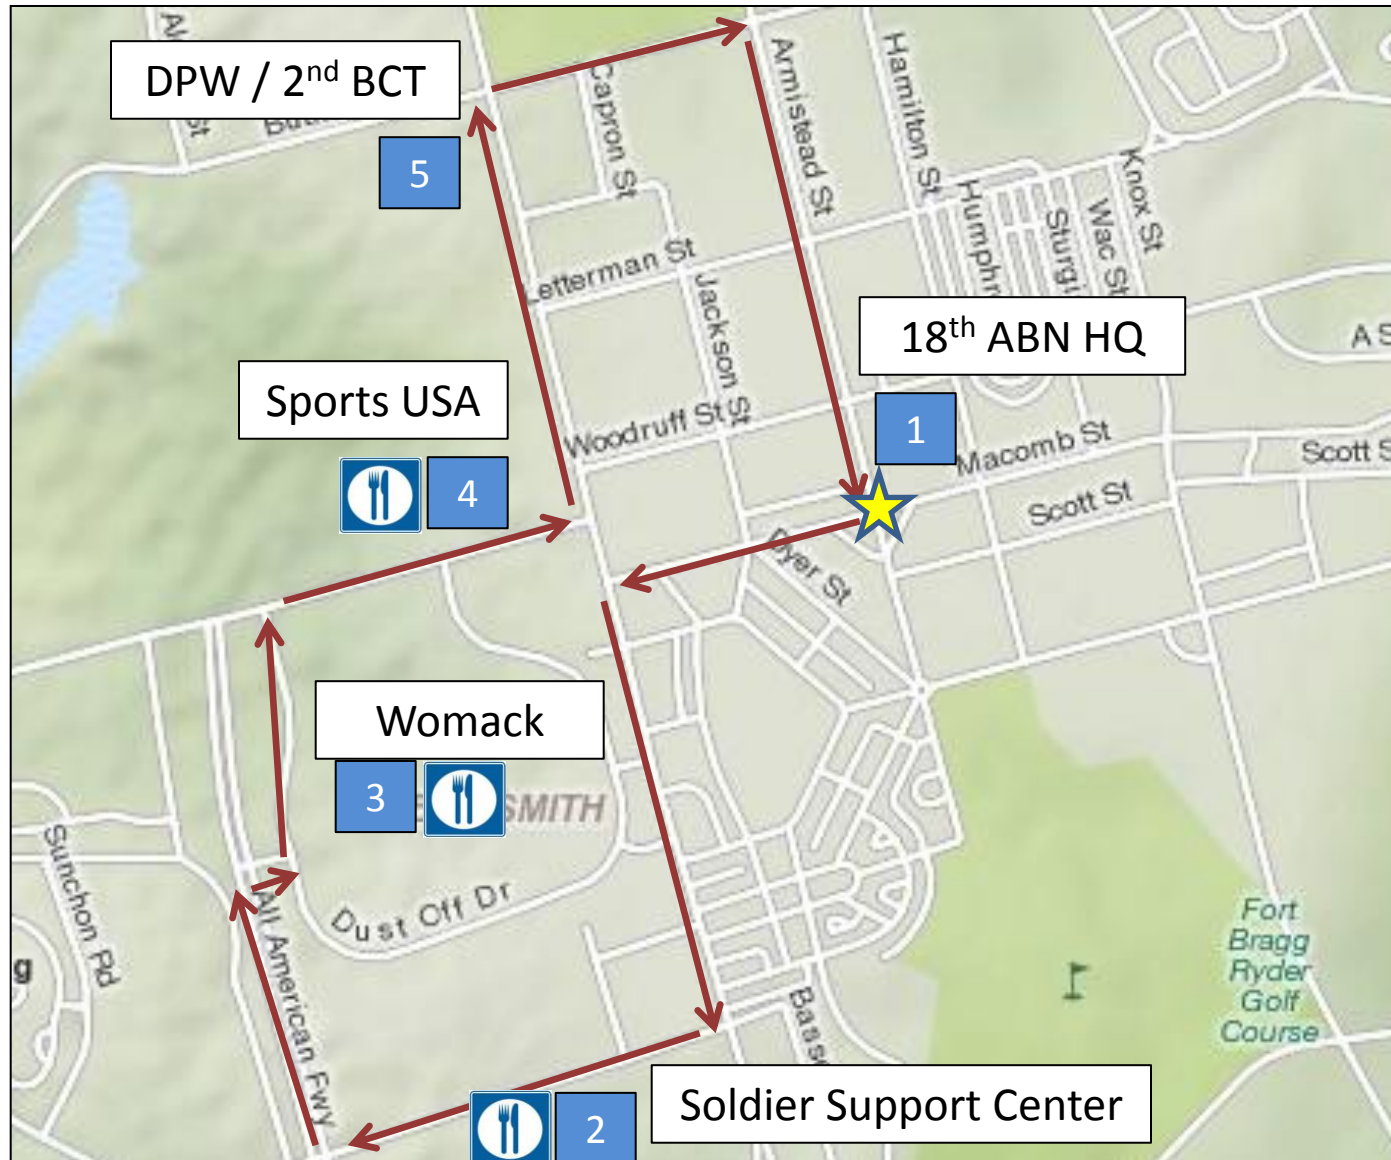 DPW / 2nd BCT
5
Capron St
Armistead St
Hamilton St
Knox St
Wac St
Letterman St
Jackson St
18th ABN HQ
1
Sports USA
4
Woodruff St
Macomb St
Scott St
Scott S
A S
Dyer St
Womack
3
SMITH
Sunchon Rd
All American Fwy
Dust Off Dr
g
Fort
Bragg
Ryder
Golf
Course
2
Soldier Support Center